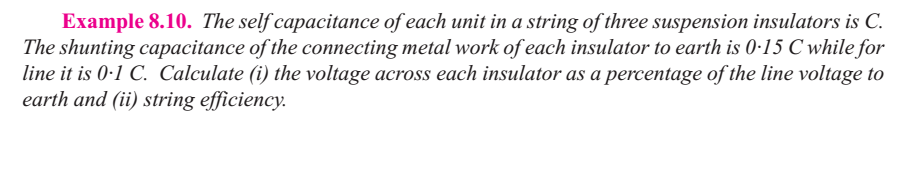 Example 8.10. The self capacitance of each unit in a string of three suspension insulators is C.
The shunting capacitance of the connecting metal work of each insulator to earth is 0·15 C while for
line it is 0·1 C. Calculate (i) the voltage across each insulator as a percentage of the line voltage to
earth and (ii) string efficiency.